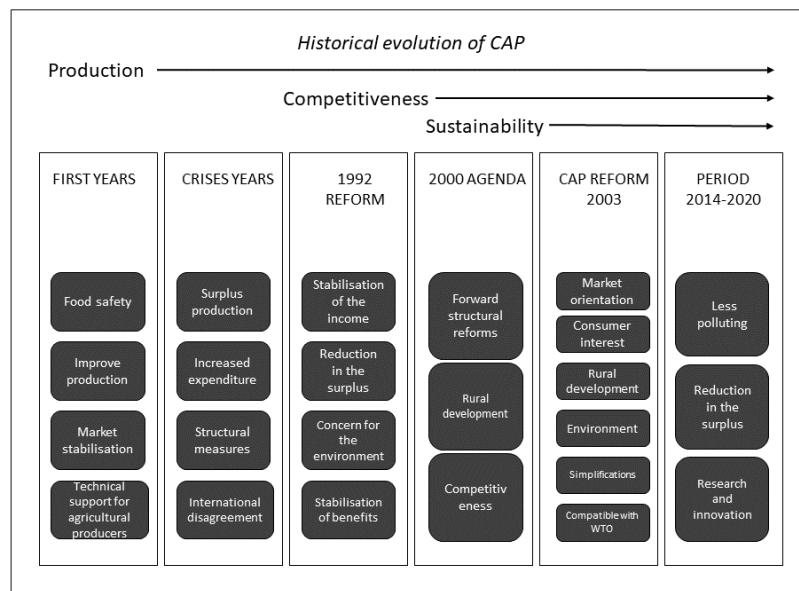 Historical evolution of CAP
Production
Competitiveness
Sustainability
FIRST YEARS
Food safety
Improve
production
Market
stabilisation
Technical
support for
agricultural
producers
CRISES YEARS
Surplus
production
Increased
expenditure
Structural
measures
International
disagreement
1992
REFORM
Stabilisation
of the
income
Reduction
in the
surplus
Concern for
the
environment
Stabilisation
of benefits
2000 AGENDA
Forward
structural
reforms
Rural
development
Competitiv
eness
CAP REFORM
2003
Market
orientation
Consumer
interest
Rural
development
Environment
Simplifications
Compatible with
WTO
PERIOD
2014-2020
Less
polluting
Reduction
in the
surplus
Research
and
innovation